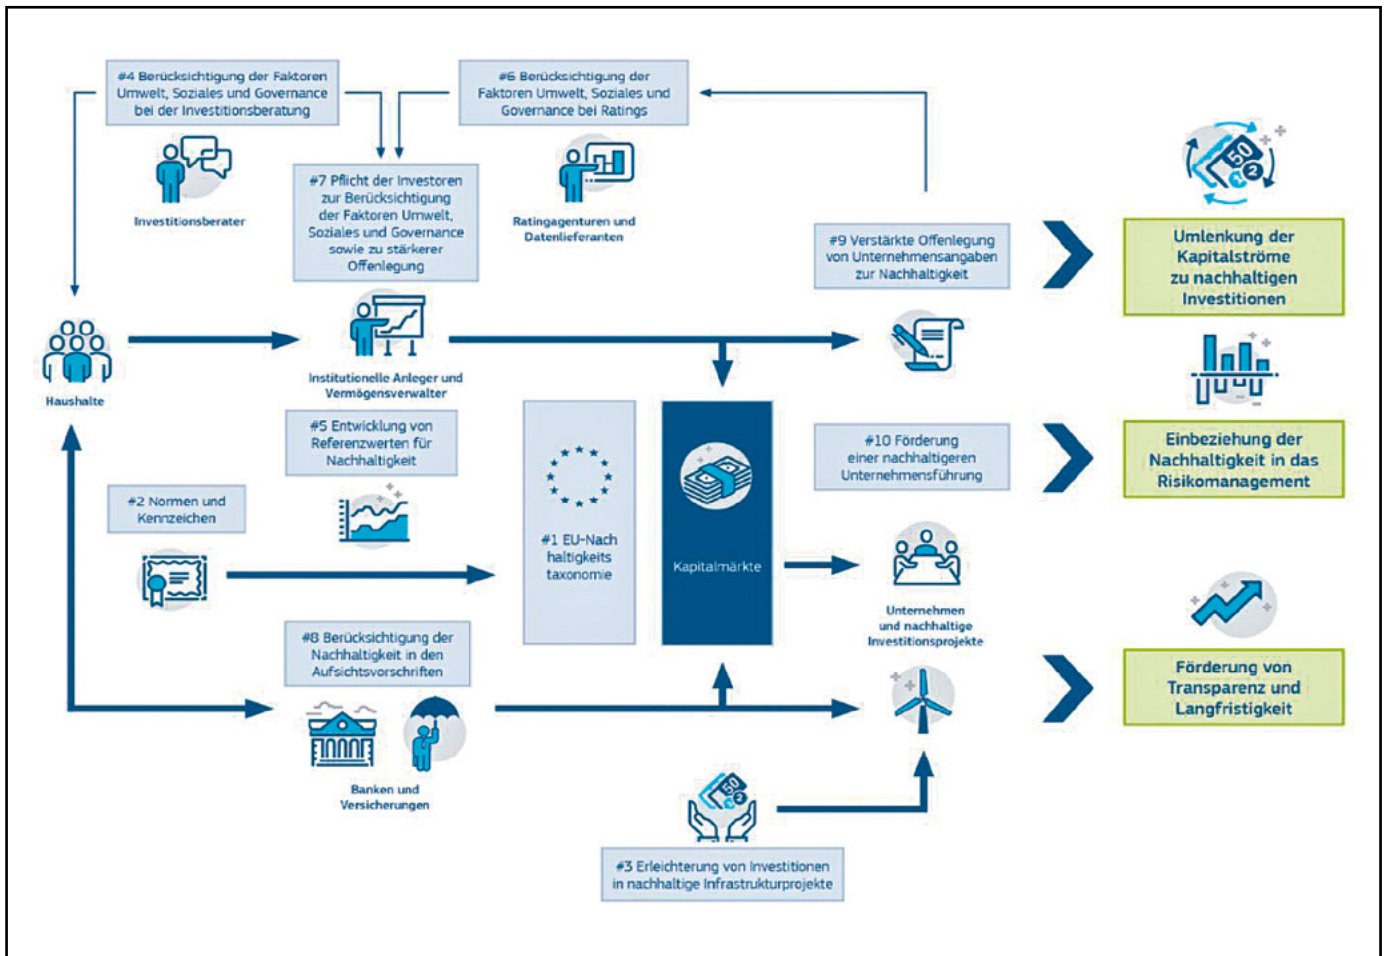 #4 Berücksichtigung der Faktoren
Umwelt, Soziales und Governance
bei der Investitionsberatung
Investitionsberater
#6 Berücksichtigung der
Faktoren Umwelt, Soziales und
Governance bei Ratings
Ratingagenturen und
Datenlieferanten
#7 Pflicht der Investoren
zur Berücksichtigung
der Faktoren Umwelt,
Soziales und Governance
sowie zu stärkerer
Offenlegung
Institutionelle Anleger und
Vermögensverwalter
#9 Verstärkte Offenlegung
von Unternehmensangaben
zur Nachhaltigkeit
50
2
Umlenkung der
Kapitalströme
zu nachhaltigen
Investitionen
Haushalte
#5 Entwicklung von
Referenzwerten für
Nachhaltigkeit
#2 Normen und
Kennzeichen
#1 EU-Nach
haltigkeits
taxonomie
Kapitalmärkte
#10 Förderung
einer nachhaltigeren
Unternehmensführung
Einbeziehung der
Nachhaltigkeit in das
Risikomanagement
Unternehmen
und nachhaltige
Investitionsprojekte
#8 Berücksichtigung der
Nachhaltigkeit in den
Aufsichtsvorschriften
Banken und
Versicherungen
Förderung von
Transparenz und
Langfristigkeit
50
2
#3 Erleichterung von Investitionen
in nachhaltige Infrastrukturprojekte